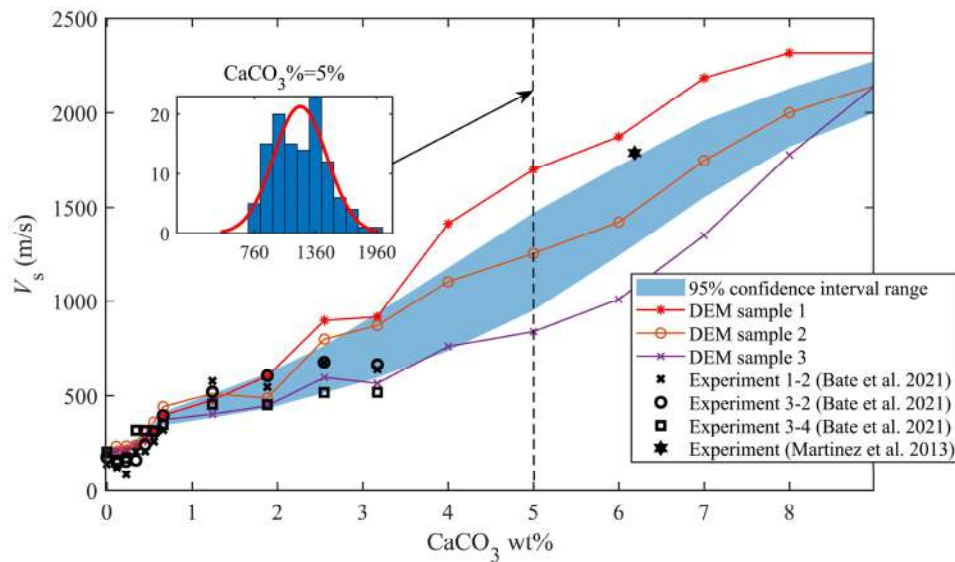 2500
2000
1500
1000
500
0
V_s (m/s)
CaCO₃%=5%
20
10
0
760 1360 1960
95% confidence interval range
DEM sample 1
DEM sample 2
DEM sample 3
Experiment 1-2 (Bate et al. 2021)
Experiment 3-2 (Bate et al. 2021)
Experiment 3-4 (Bate et al. 2021)
Experiment (Martinez et al. 2013)
0 1 2 3 4 5 6 7 8
CaCO₃ wt%